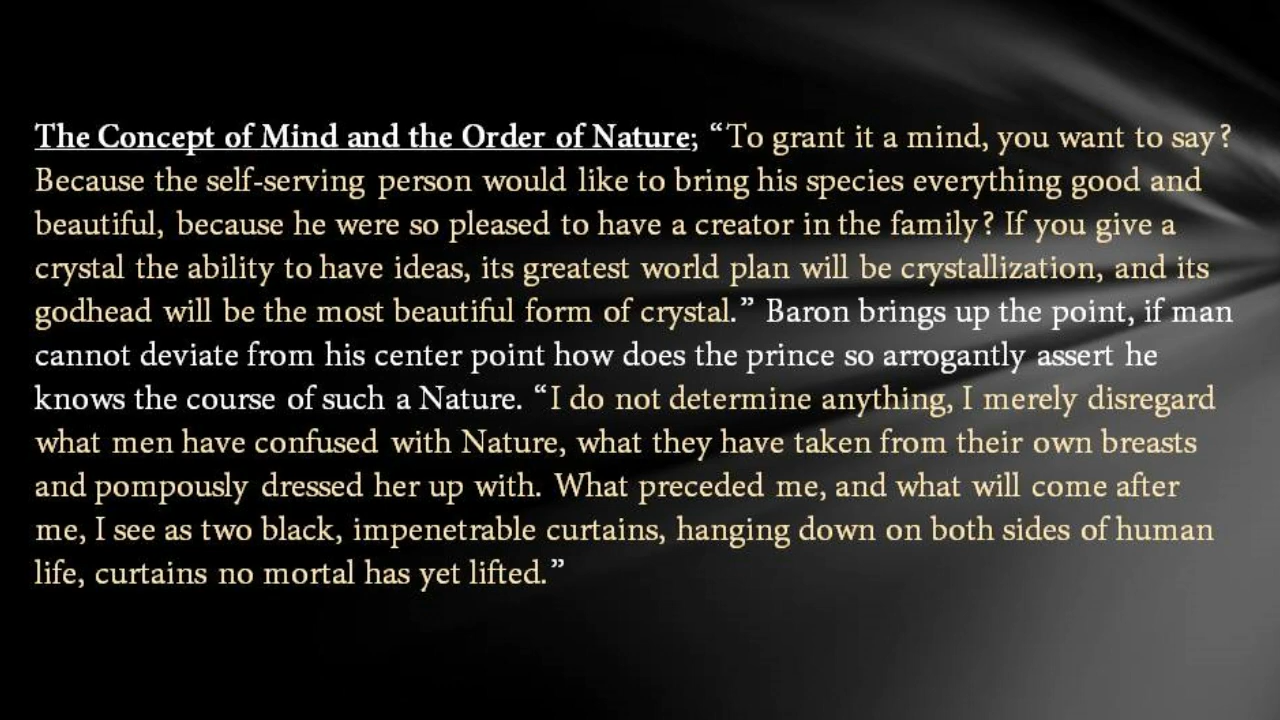 The Concept of Mind and the Order of Nature; “To grant it a mind, you want to say?
Because the self-serving person would like to bring his species everything good and
beautiful, because he were so pleased to have a creator in the family? If you give a
crystal the ability to have ideas, its greatest world plan will be crystallization, and its
godhead will be the most beautiful form of crystal.” Baron brings up the point, if man
cannot deviate from his center point how does the prince so arrogantly assert he
knows the course of such a Nature. “I do not determine anything, I merely disregard
what men have confused with Nature, what they have taken from their own breasts
and pompously dressed her up with. What preceded me, and what will come after
me, I see as two black, impenetrable curtains, hanging down on both sides of human
life, curtains no mortal has yet lifted.”